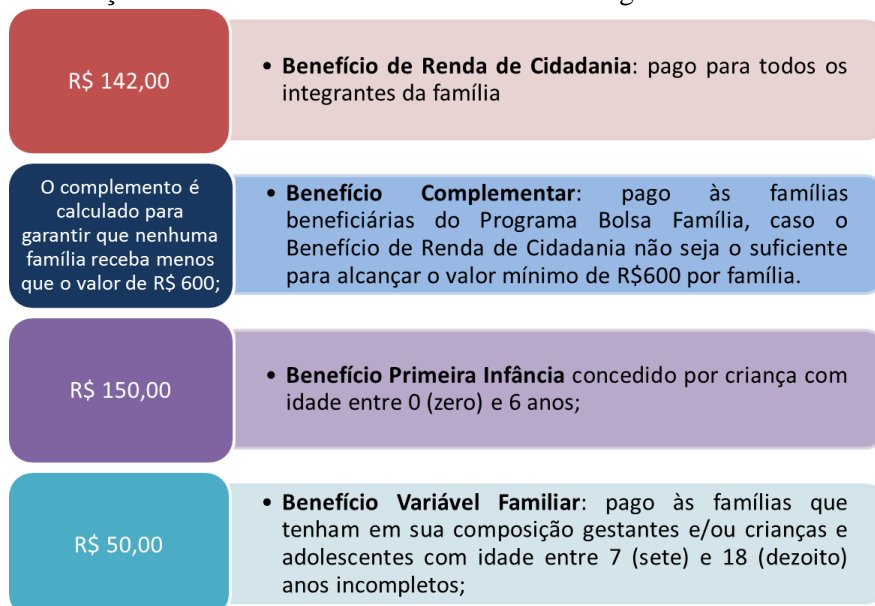 R$ 142,00
• Benefício de Renda de Cidadania: pago para todos os
integrantes da família
O complemento é
calculado para
garantir que nenhuma
família receba menos
que o valor de R$ 600;
• Benefício Complementar: pago às famílias
beneficiárias do Programa Bolsa Família, caso o
Benefício de Renda de Cidadania não seja o suficiente
para alcançar o valor mínimo de R$600 por família.
R$ 150,00
• Benefício Primeira Infância concedido por criança com
idade entre 0 (zero) e 6 anos;
R$ 50,00
• Benefício Variável Familiar: pago às famílias que
tenham em sua composição gestantes e/ou crianças e
adolescentes com idade entre 7 (sete) e 18 (dezoito)
anos incompletos;